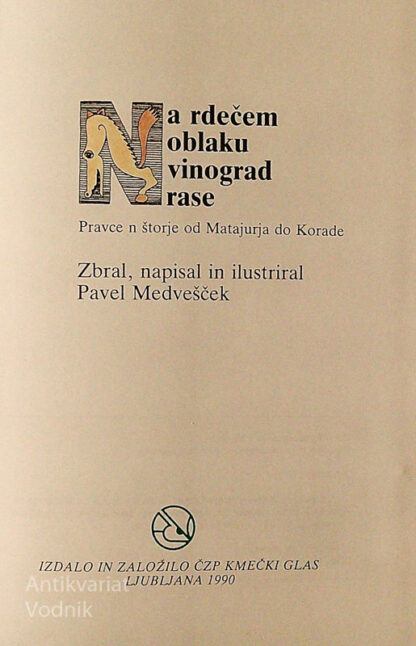 Na rdečem
oblaku
vinograd
rase
Pravce n štorje od Matajurja do Korade
Zbral, napisal in ilustriral
Pavel Medvešček
IZDALO IN ZALOŽILO ČZP KMEČKI GLAS
LJUBLJANA 1990
Antikvariat
Vodnik